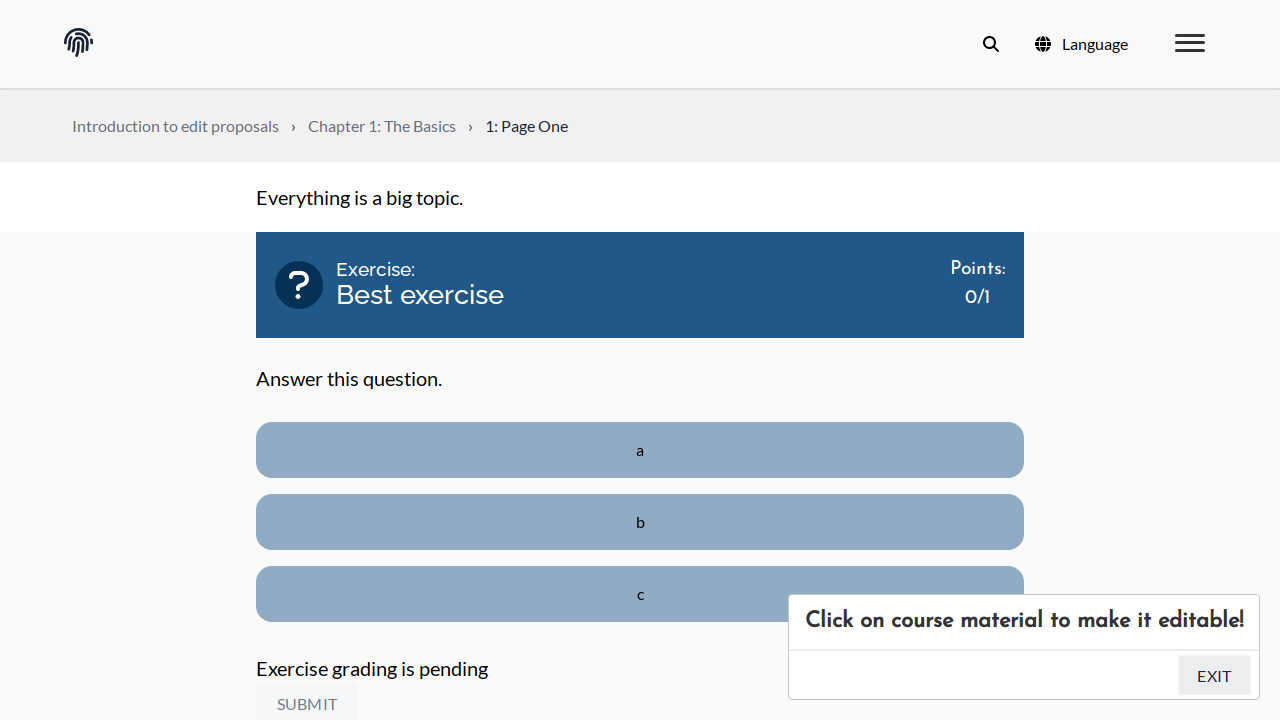 Language
Introduction to edit proposals › Chapter 1: The Basics › 1: Page One
Everything is a big topic.
Exercise:
Best exercise
Points:
0/1
Answer this question.
a
b
c
Click on course material to make it editable!
EXIT
Exercise grading is pending
SUBMIT